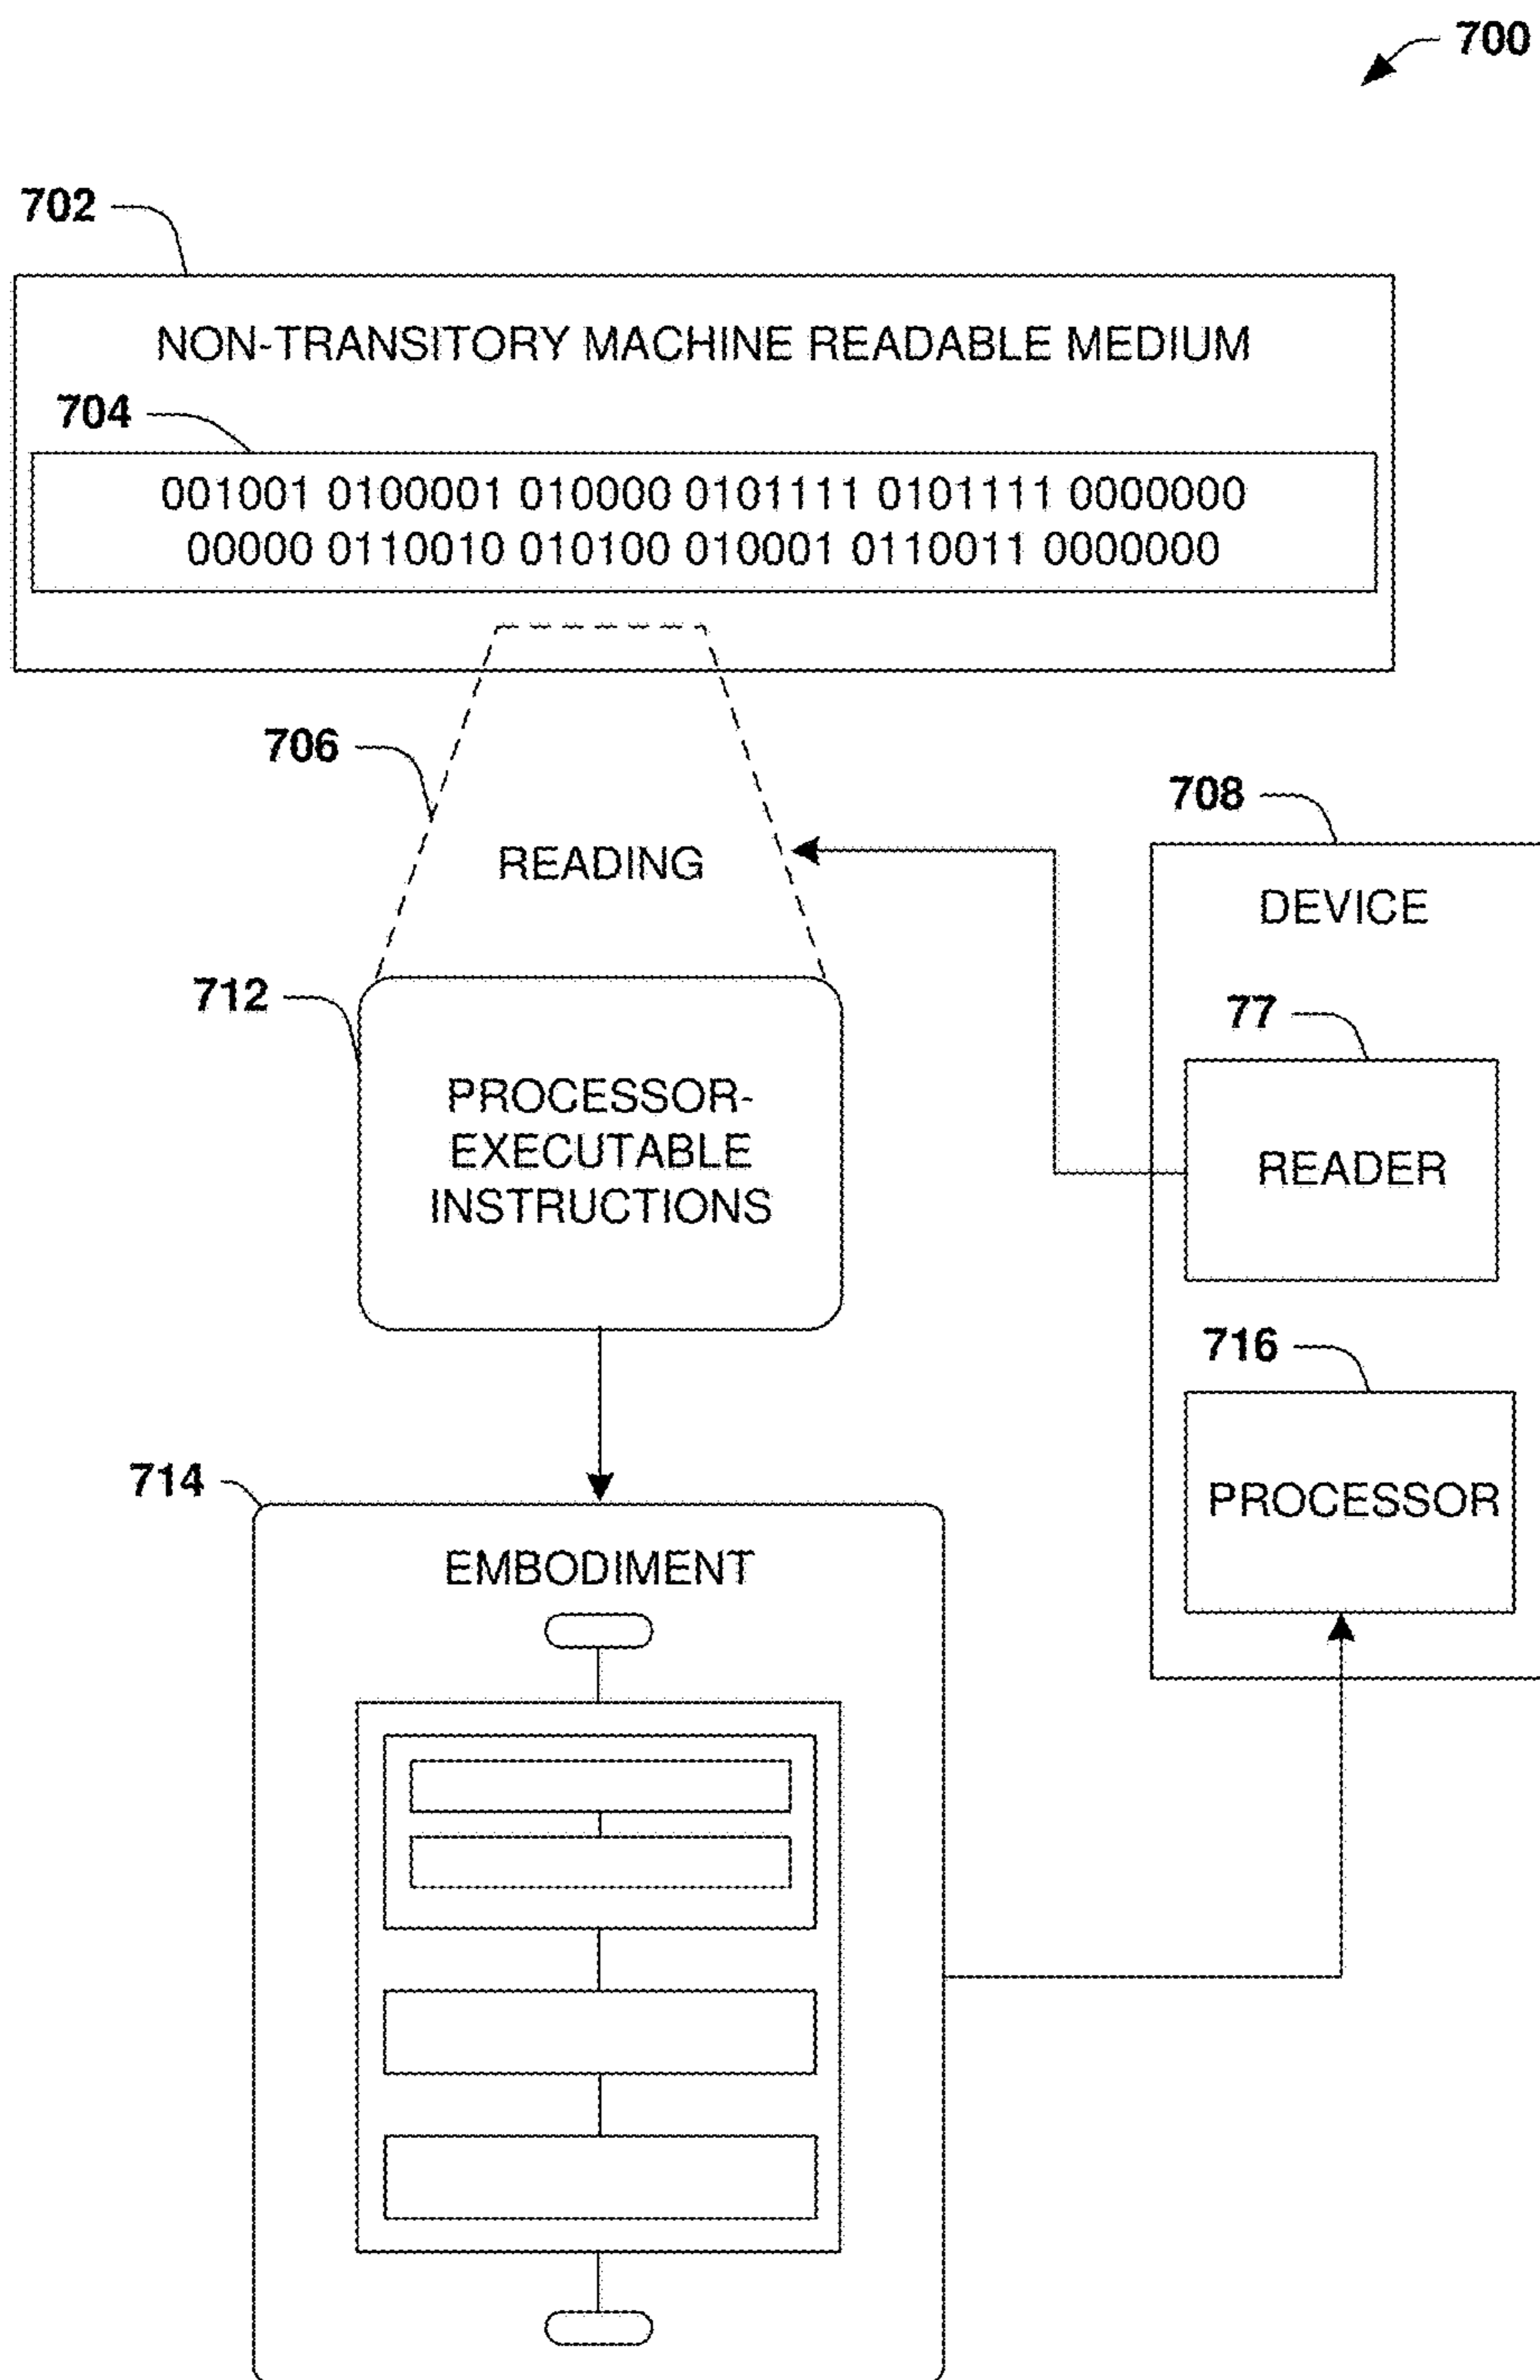 700
702
NON-TRANSITORY MACHINE READABLE MEDIUM
704
001001 0100001 010000 0101111 0101111 0000000
00000 0110010 010100 010001 0110011 0000000
706
READING
708
DEVICE
712
PROCESSOR-
EXECUTABLE
INSTRUCTIONS
77
READER
716
PROCESSOR
714
EMBODIMENT